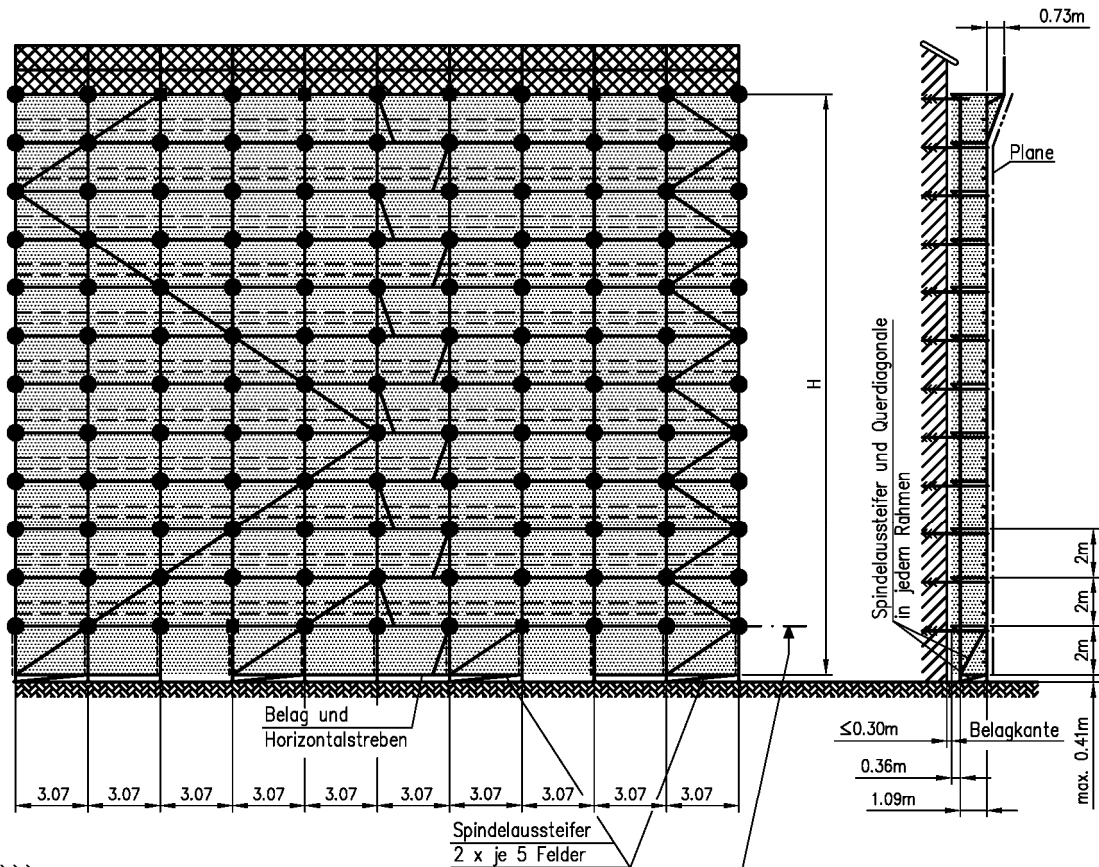 0.73m
Plane
H
Spindelaussteifer und Querdiagonale
in jedem Rahmen
2m
2m
2m
max. 0.41m
Belag und
Horizontalstreben
≤0.30m
Belagkante
0.36m
1.09m
3.07 3.07 3.07 3.07 3.07 3.07 3.07 3.07 3.07 3.07
Spindelaussteifer
2 x je 5 Felder